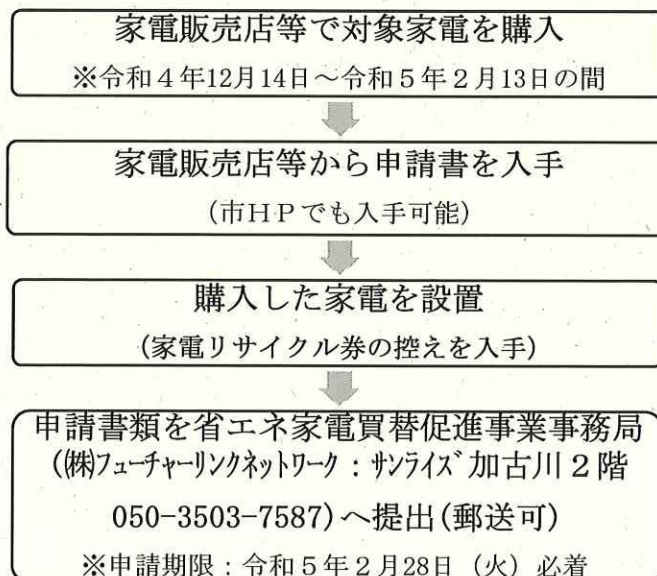 家電販売店等で対象家電を購入
※令和４年12月14日～令和５年２月13日の間
家電販売店等から申請書を入手
（市ＨＰでも入手可能）
購入した家電を設置
（家電リサイクル券の控えを入手）
申請書類を省エネ家電買替促進事業事務局
（㈱フューチャーリンクネットワーク：サンライズ加古川２階
050-3503-7587）へ提出（郵送可）
※申請期限：令和５年２月28日（火）必着